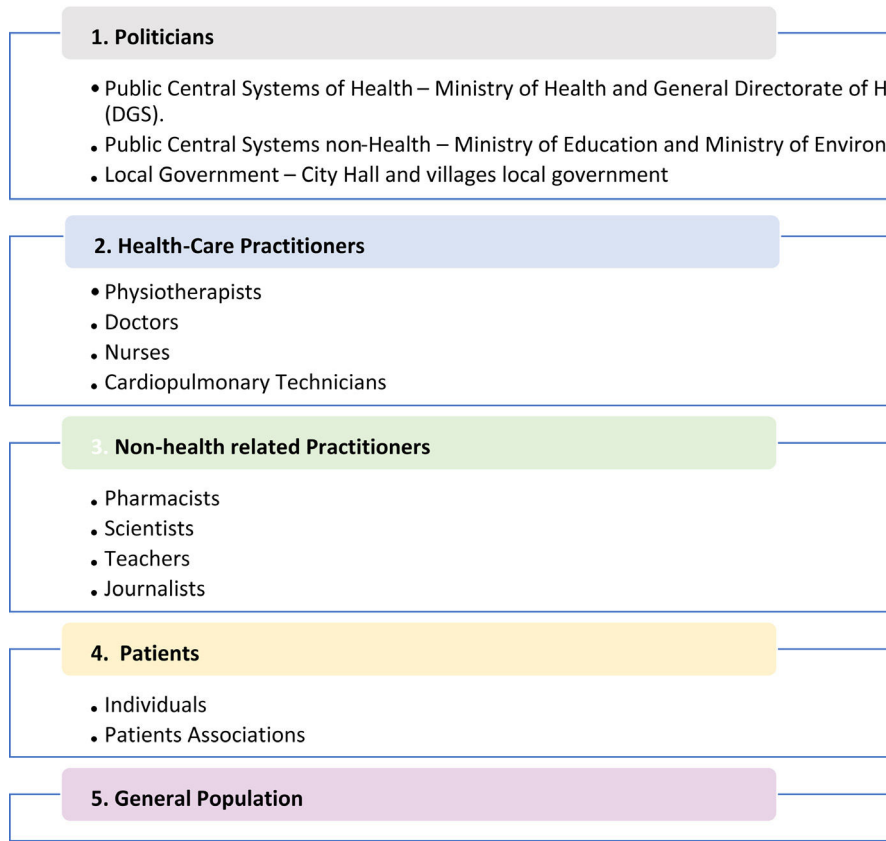 1. Politicians
• Public Central Systems of Health – Ministry of Health and General Directorate of H
(DGS).
• Public Central Systems non-Health – Ministry of Education and Ministry of Environ
• Local Government – City Hall and villages local government
2. Health-Care Practitioners
• Physiotherapists
• Doctors
• Nurses
• Cardiopulmonary Technicians
3. Non-health related Practitioners
• Pharmacists
• Scientists
• Teachers
• Journalists
4. Patients
• Individuals
• Patients Associations
5. General Population